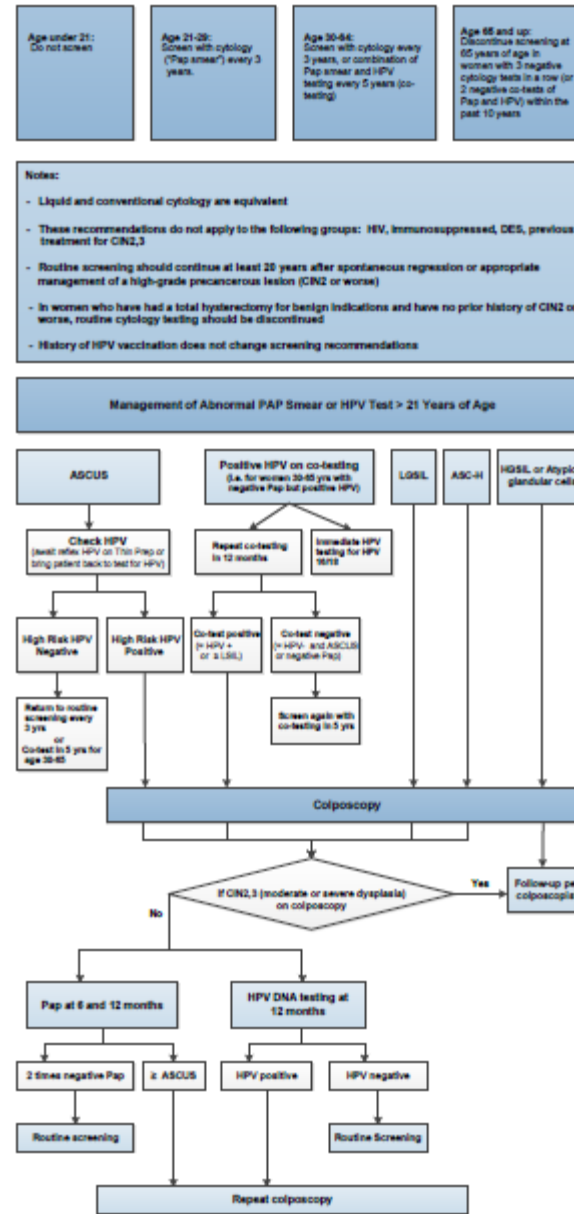 Age under 21:
Do not screen
Age 21-29:
Screen with cytology
("Pap smear") every 3
years.
Age 30-64:
Screen with cytology every
3 years, or combination of
Pap smear and HPV
testing every 5 years (co-
testing)
Age 65 and up:
Discontinue screening at
65 years of age in
women with 3 negative
cytology tests in a row (or
2 negative co-tests of
Pap and HPV) within the
past 10 years
Notes:
- Liquid and conventional cytology are equivalent
- These recommendations do not apply to the following groups: HIV, immunosuppressed, DES, previous
treatment for CIN2,3
- Routine screening should continue at least 20 years after spontaneous regression or appropriate
management of a high-grade precancerous lesion (CIN2 or worse)
- In women who have had a total hysterectomy for benign indications and have no prior history of CIN2 or
worse, routine cytology testing should be discontinued
- History of HPV vaccination does not change screening recommendations
Management of Abnormal PAP Smear or HPV Test > 21 Years of Age
ASCUS
Positive HPV on co-testing
(i.e. for women 30-65 yrs with
negative Pap but positive HPV)
LGSIL
ASC-H
HGSIL or Atypic
glandular cells
Check HPV
(await reflex HPV on Thin Prep or
bring patient back to test for HPV)
Repeat co-testing
in 12 months
Immediate HPV
testing for HPV
16/18
High Risk HPV
Negative
High Risk HPV
Positive
Co-test positive
(= HPV +
or ≥ LSIL)
Co-test negative
(= HPV- and ASCUS
or negative Pap)
Return to routine
screening every
3 yrs
or
Co-test in 5 yrs for
age 30-65
Screen again with
co-testing in 5 yrs
Colposcopy
If CIN2,3 (moderate or severe dysplasia)
on colposcopy
Yes
Follow-up pe
colposcopis
No
Pap at 6 and 12 months
HPV DNA testing at
12 months
2 times negative Pap
≥ ASCUS
HPV positive
HPV negative
Routine screening
Routine Screening
Repeat colposcopy